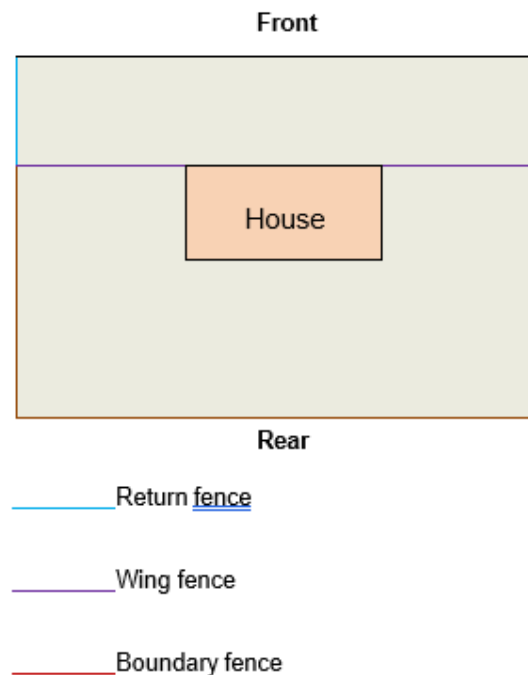 Front
House
Rear
Return fence
Wing fence
Boundary fence